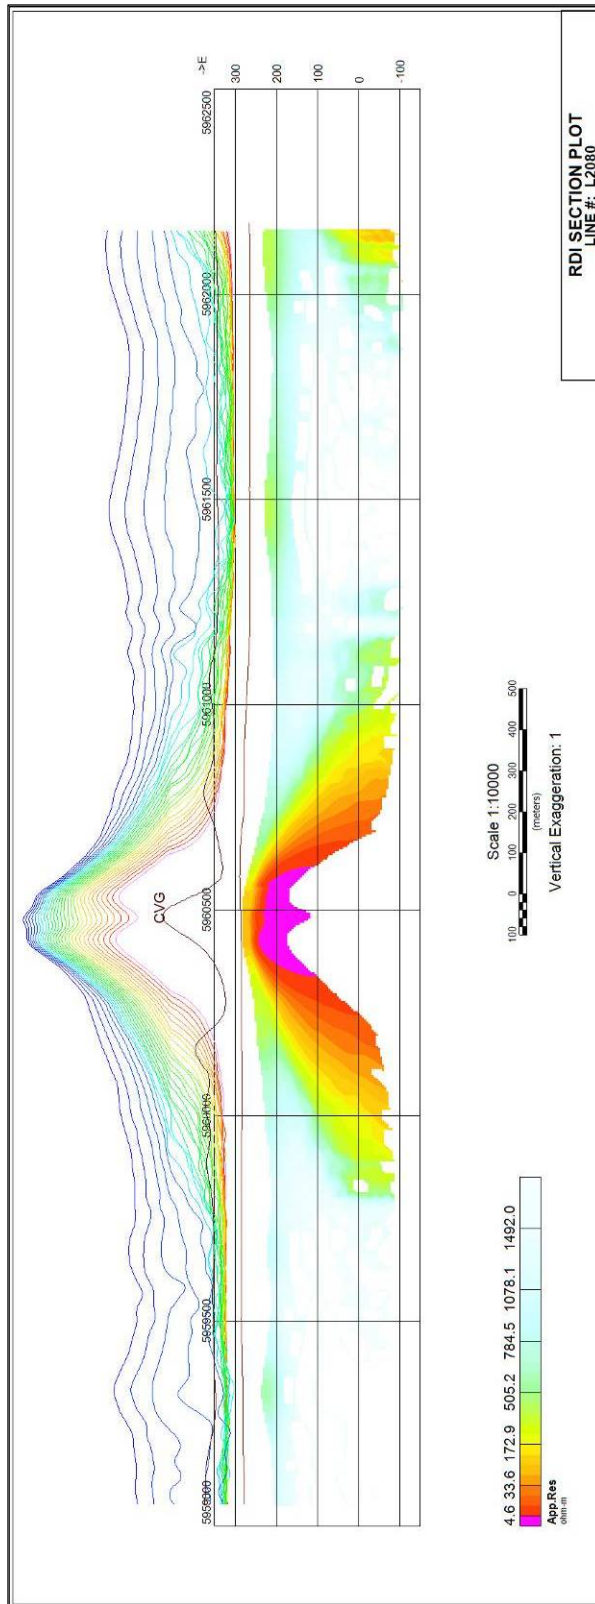 ->E
300
200
100
0
-100
5959000
5959500
5960000
5960500
5961000
5961500
5962000
5962500
CVG
4.6 33.6 172.9 505.2 784.5 1078.1 1492.0
App.Res
ohm-m
Scale 1:10000
100 0 100 200 300 400 500
(meters)
Vertical Exaggeration: 1
RDI SECTION PLOT
LINE #: L2080